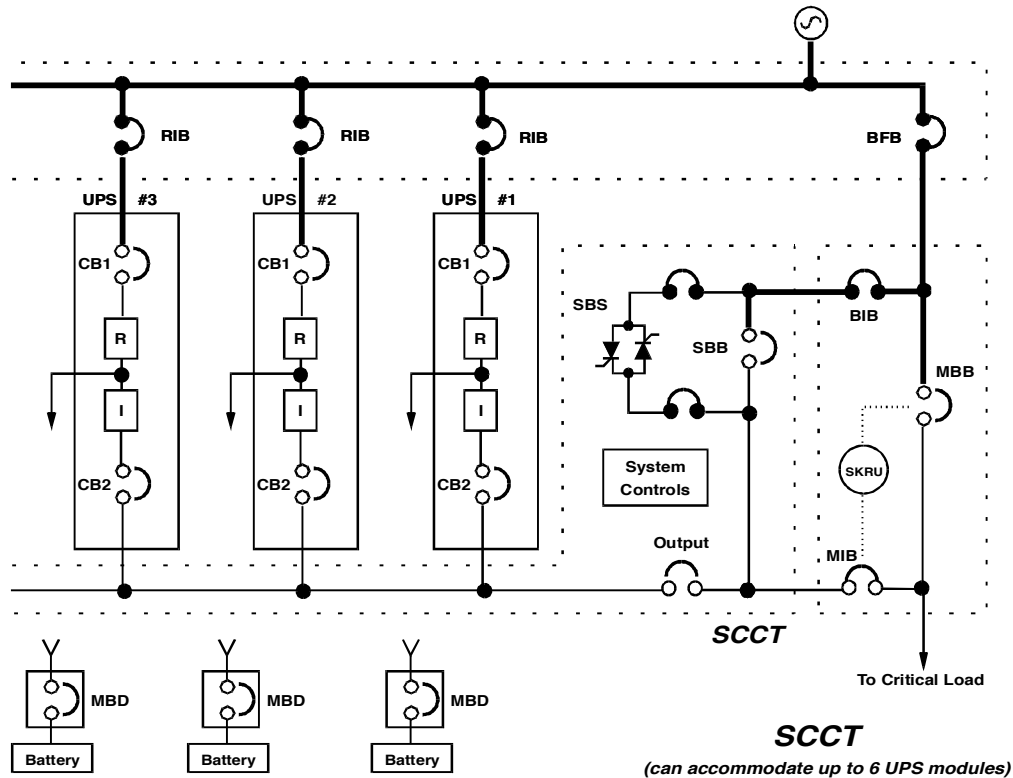 RIB
RIB
RIB
BFB
UPS #3
UPS #2
UPS #1
CB1
CB1
CB1
SBS
BIB
R
R
R
SBB
MBB
I
I
I
System
Controls
SKRU
CB2
CB2
CB2
Output
MIB
SCCT
To Critical Load
MBD
MBD
MBD
Battery
Battery
Battery
SCCT
(can accommodate up to 6 UPS modules)